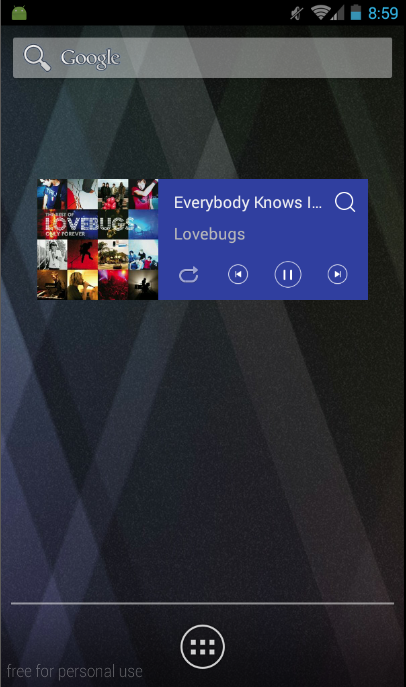 8:59
Google
Everybody Knows I...
Lovebugs
THE BEST OF
LOVEBUGS
ONLY FOREVER
free for personal use